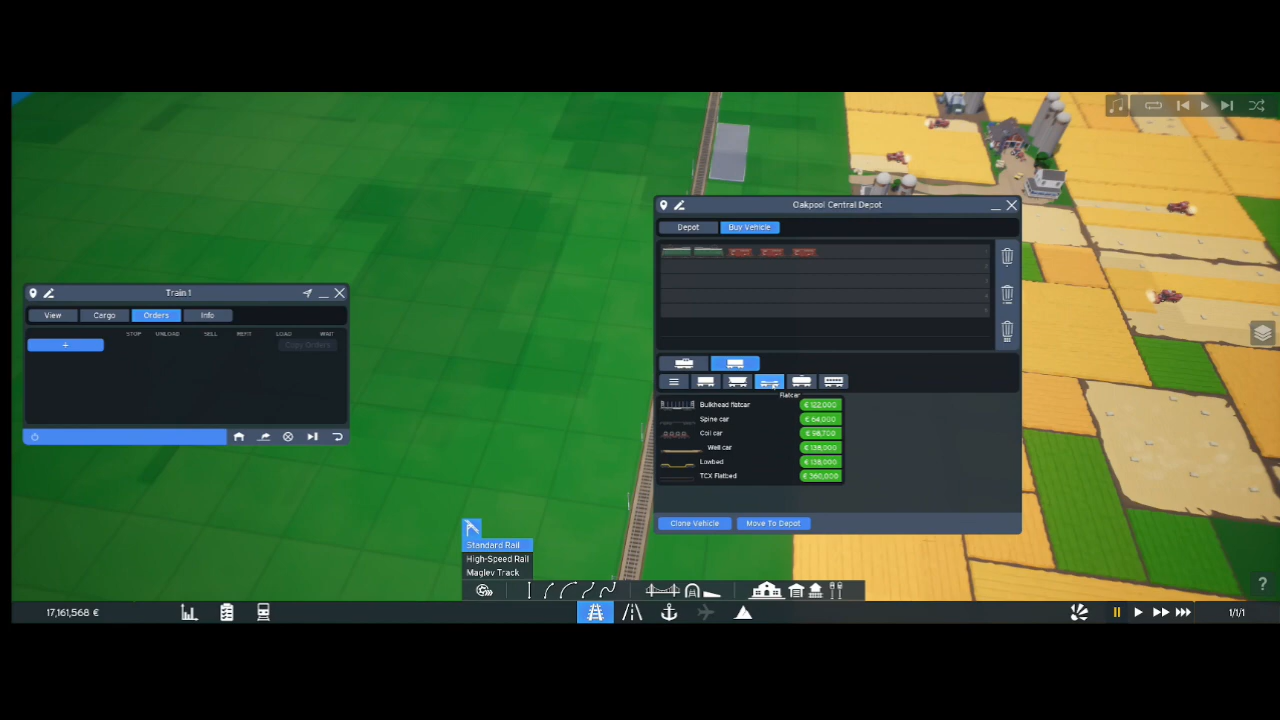 Oakpool Central Depot
Depot
Buy Vehicle
Train 1
View
Cargo
Orders
Info
STOP
UNLOAD
SELL
REFIT
LOAD
WAIT
+
Copy Orders
Flatcar
Bulkhead flatcar
€ 122,000
Spine car
€ 64,000
Coil car
€ 98,700
Well car
€ 138,000
Lowbed
€ 138,000
TCX Flatbed
€ 360,000
Clone Vehicle
Move To Depot
Standard Rail
High-Speed Rail
Maglev Track
?
17,161,568 €
1/1/1